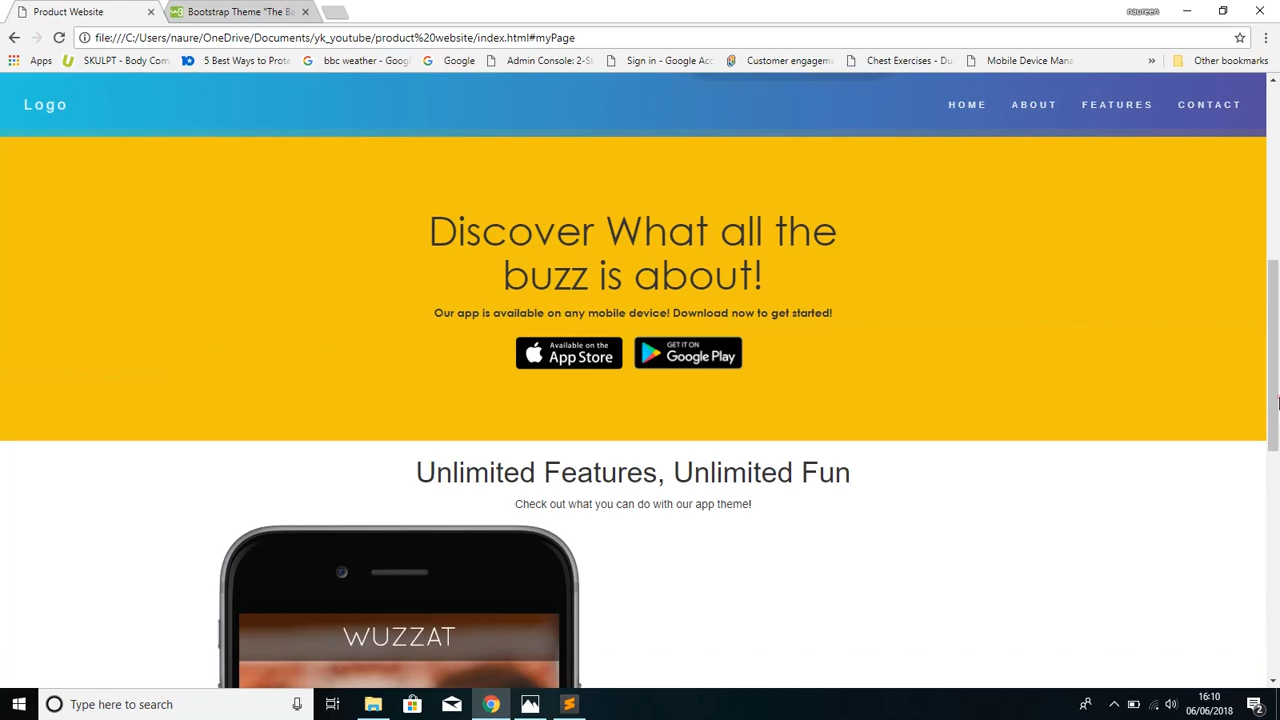 Product Website
Bootstrap Theme "The Ba
naureen
file:///C:/Users/naure/OneDrive/Documents/yk_youtube/product%20website/index.html#myPage
Apps
SKULPT - Body Com
5 Best Ways to Prote
bbc weather - Googl
Google
Admin Console: 2-St
Sign in - Google Acc
Customer engageme
Chest Exercises - Du
Mobile Device Mana
»
Other bookmarks
Logo
HOME ABOUT FEATURES CONTACT
Discover What all the
buzz is about!
Our app is available on any mobile device! Download now to get started!
Available on the
App Store
GET IT ON
Google Play
Unlimited Features, Unlimited Fun
Check out what you can do with our app theme!
WUZZAT
Type here to search
16:10
06/06/2018
2